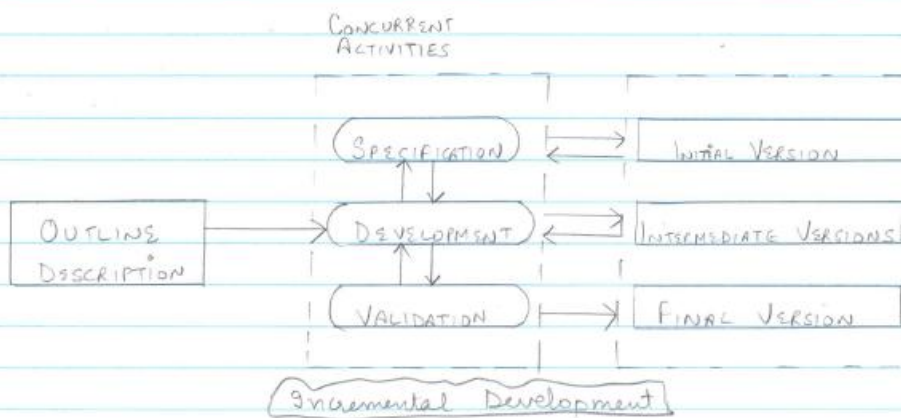 CONCURRENT
ACTIVITIES
SPECIFICATION
INITIAL VERSION
OUTLINE
DESCRIPTION
DEVELOPMENT
INTERMEDIATE VERSIONS
VALIDATION
FINAL VERSION
Incremental Development